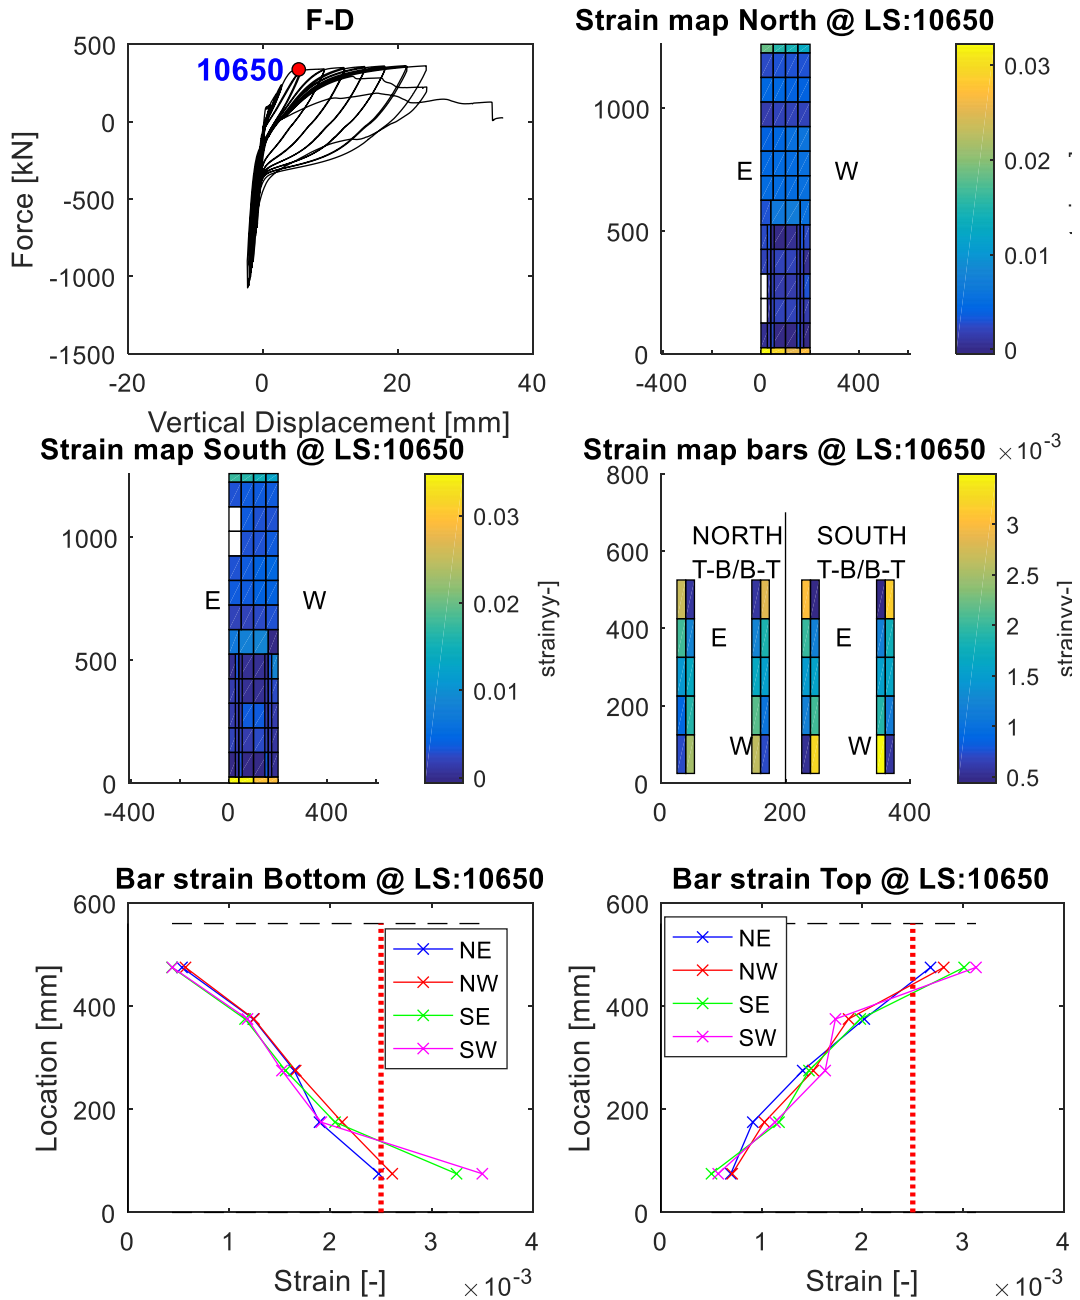 F-D
500
0
-500
-1000
-1500
-20
0
20
40
Force [kN]
Vertical Displacement [mm]
10650
Strain map North @ LS:10650
1000
500
0
-400
0
400
E
W
0.03
0.02
0.01
0
Strain map South @ LS:10650
1000
500
0
-400
0
400
E
W
0.03
0.02
0.01
0
strainyy-]
Strain map bars @ LS:10650
×10-3
800
600
400
200
0
0
200
400
NORTH
SOUTH
T-B/B-T
T-B/B-T
E
E
W
W
3
2.5
2
1.5
1
0.5
Bar strain Bottom @ LS:10650
600
400
200
0
0
1
2
3
4
Location [mm]
Strain [-]
×10-3
NE
NW
SE
SW
Bar strain Top @ LS:10650
600
400
200
0
0
1
2
3
4
Location [mm]
Strain [-]
×10-3
NE
NW
SE
SW